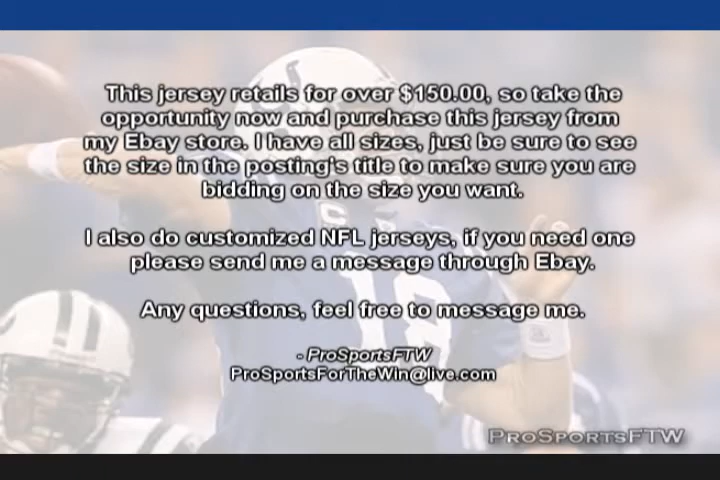 This jersey retails for over $150.00, so take the
opportunity now and purchase this jersey from
my Ebay store. I have all sizes, just be sure to see
the size in the posting's title to make sure you are
bidding on the size you want.
I also do customized NFL jerseys, if you need one
please send me a message through Ebay.
Any questions, feel free to message me.
- ProSportsFTW
ProSportsForTheWin@live.com
18
ProSportsFTW